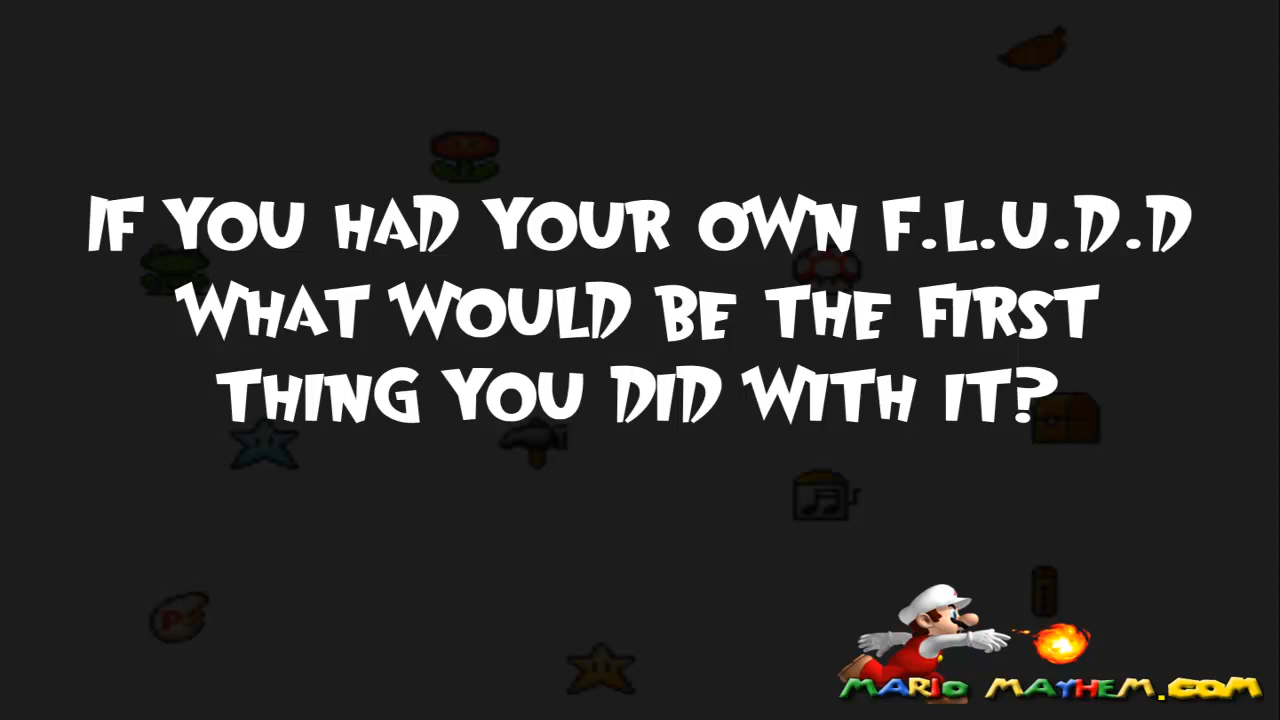 IF YOU HAD YOUR OWN F.L.U.D.D
WHAT WOULD BE THE FIRST
THING YOU DID WITH IT?
P
MARIO MAYHEM.COM